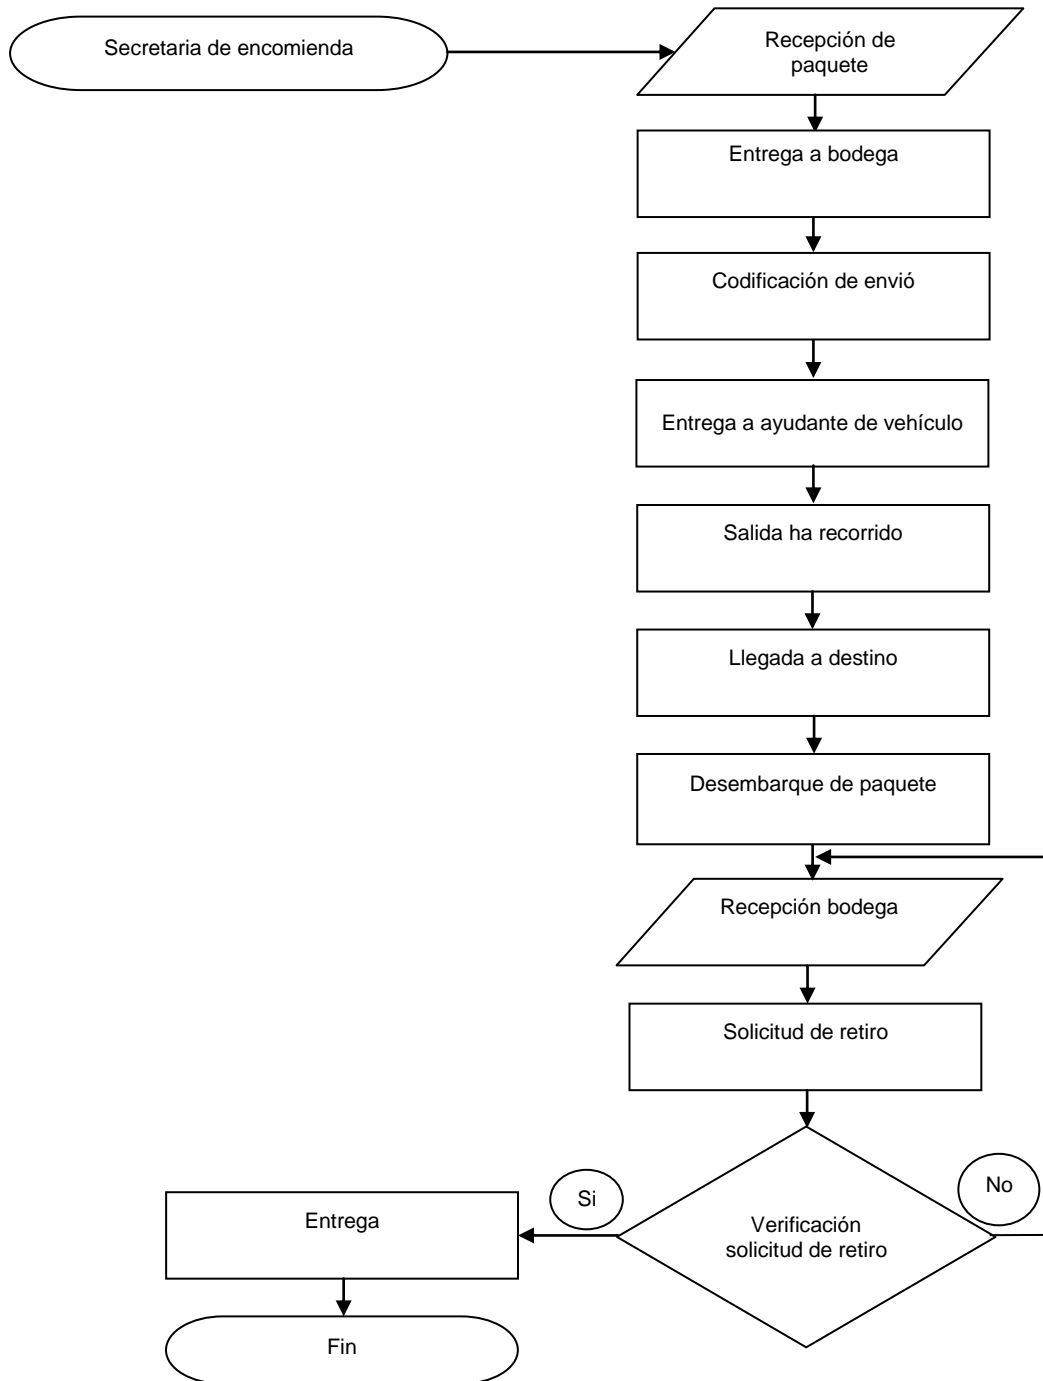 Secretaria de encomienda
Recepción de
paquete
Entrega a bodega
Codificación de envió
Entrega a ayudante de vehículo
Salida ha recorrido
Llegada a destino
Desembarque de paquete
Recepción bodega
Solicitud de retiro
Si
No
Verificación
solicitud de retiro
Entrega
Fin